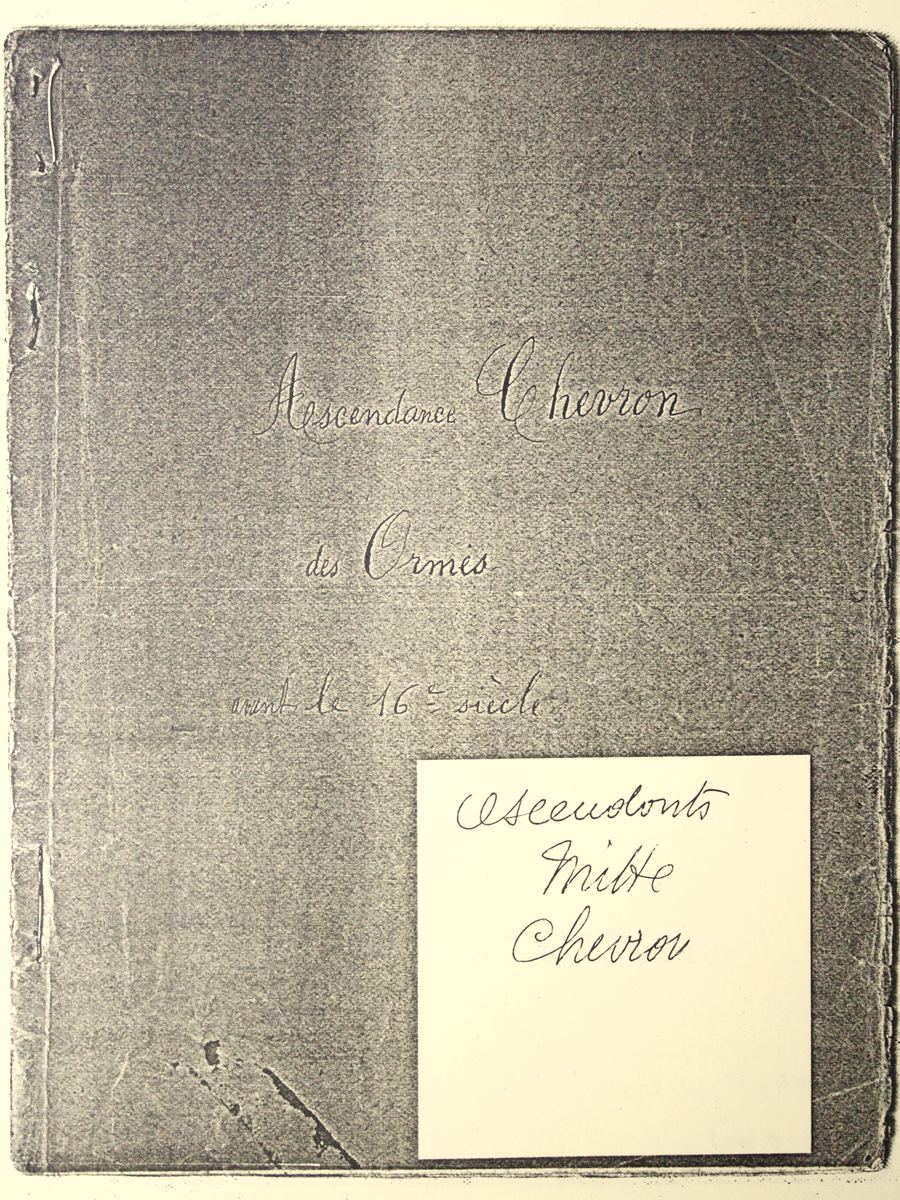 Ascendance Chevron
des Ormes
avant le 16e siècle
Ascendants
Mitte
Chevron